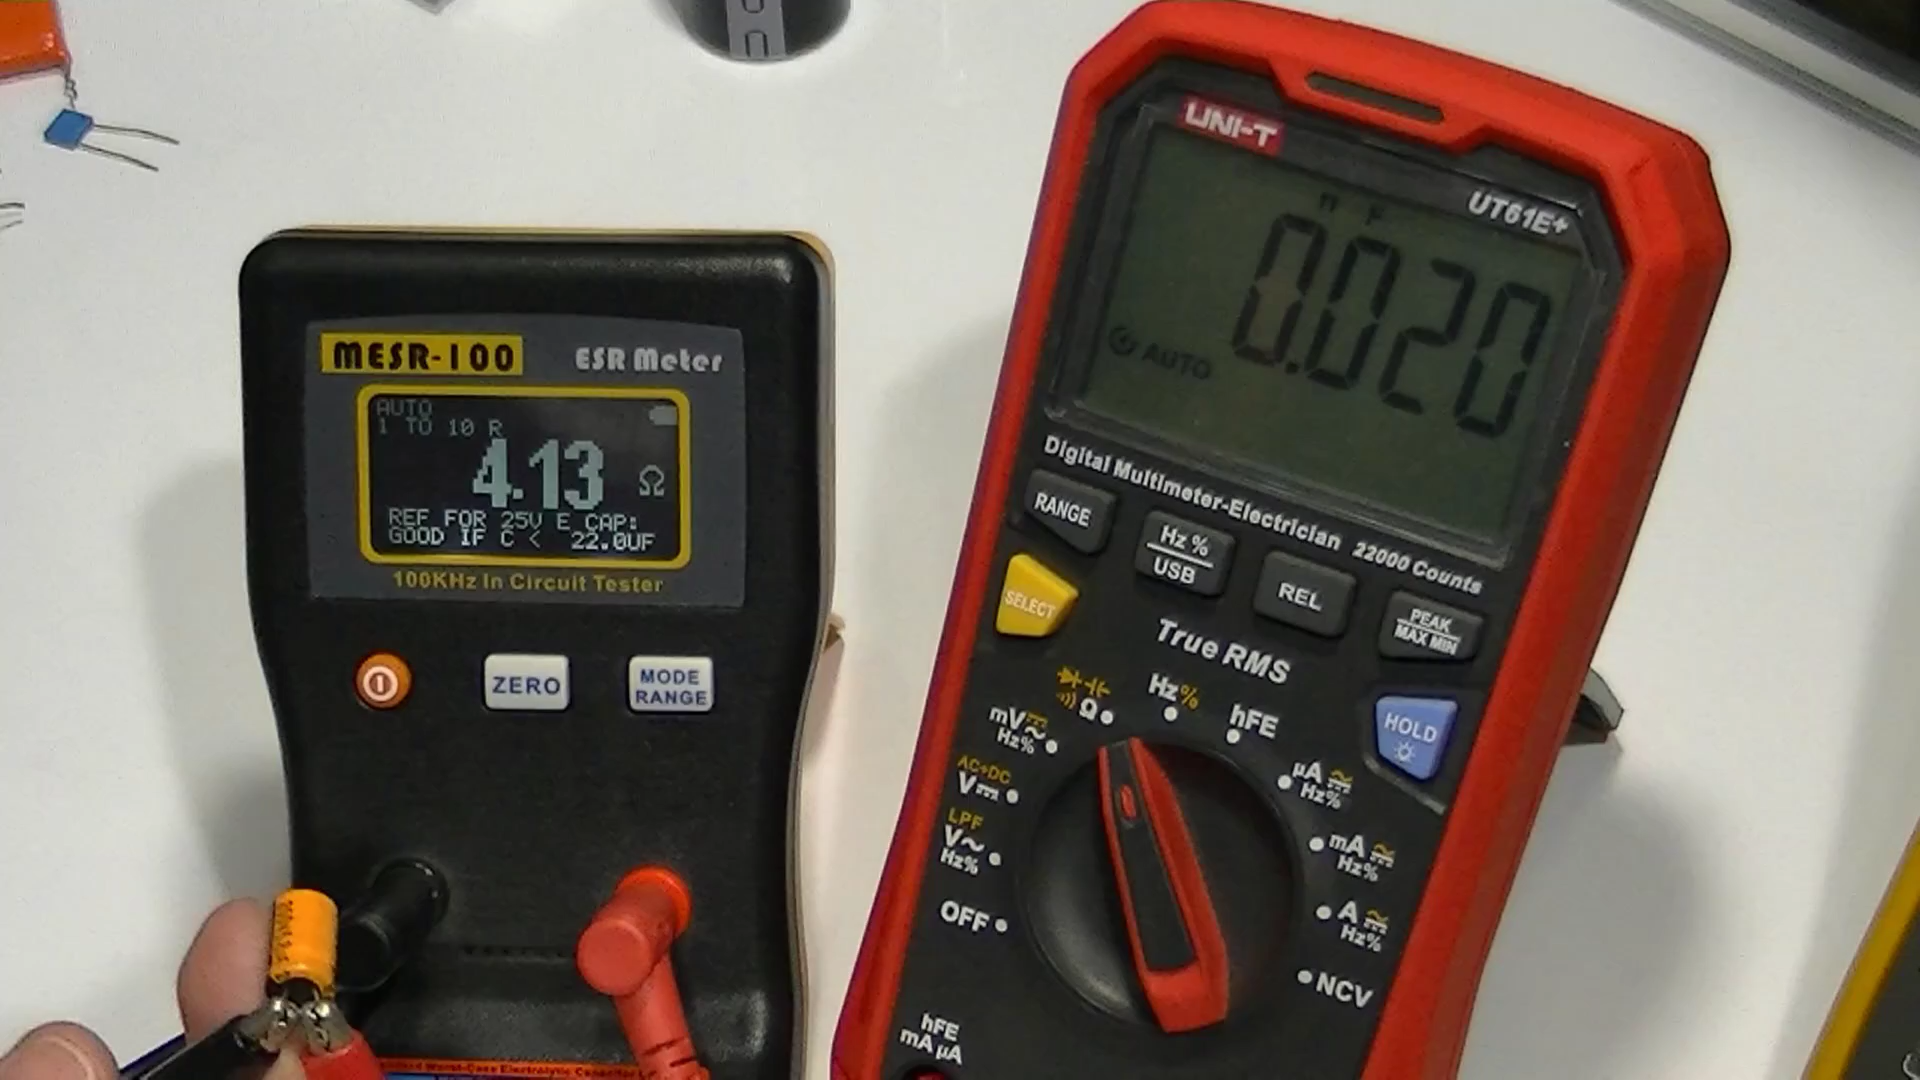 MESR-100 ESR Meter
AUTO
1 TO 10 R
4.13 Ω
REF FOR 25V E CAP:
GOOD IF C < 22.0UF
100KHz In Circuit Tester
ZERO
MODE
RANGE
UNI-T
UT61E+
n F
0.020
AUTO
Digital Multimeter-Electrician 22000 Counts
RANGE
Hz %
USB
REL
PEAK
MAX MIN
SELECT
True RMS
HOLD
Ω
Hz%
hFE
mV
Hz%
AC+DC
V
LPF
V~
Hz%
OFF
µA
Hz%
mA
Hz%
A
Hz%
NCV
hFE
mA µA